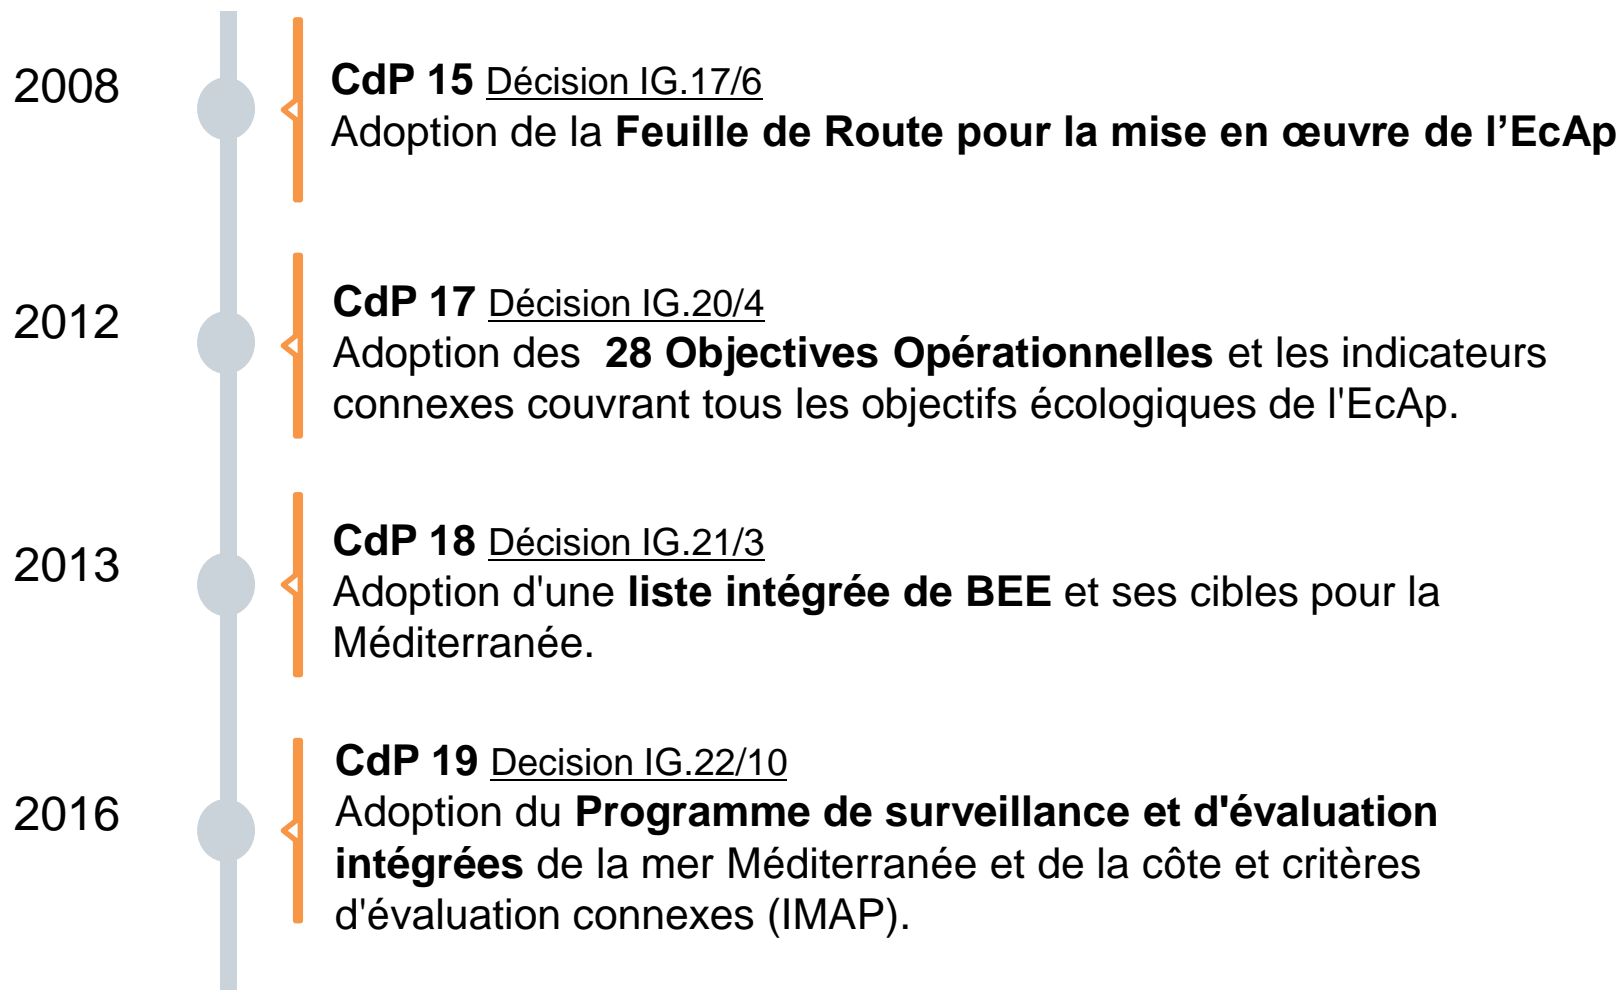 2008
CdP 15 Décision IG.17/6
Adoption de la Feuille de Route pour la mise en œuvre de l’EcAp
2012
CdP 17 Décision IG.20/4
Adoption des 28 Objectives Opérationnelles et les indicateurs
connexes couvrant tous les objectifs écologiques de l'EcAp.
2013
CdP 18 Décision IG.21/3
Adoption d'une liste intégrée de BEE et ses cibles pour la
Méditerranée.
2016
CdP 19 Decision IG.22/10
Adoption du Programme de surveillance et d'évaluation
intégrées de la mer Méditerranée et de la côte et critères
d'évaluation connexes (IMAP).